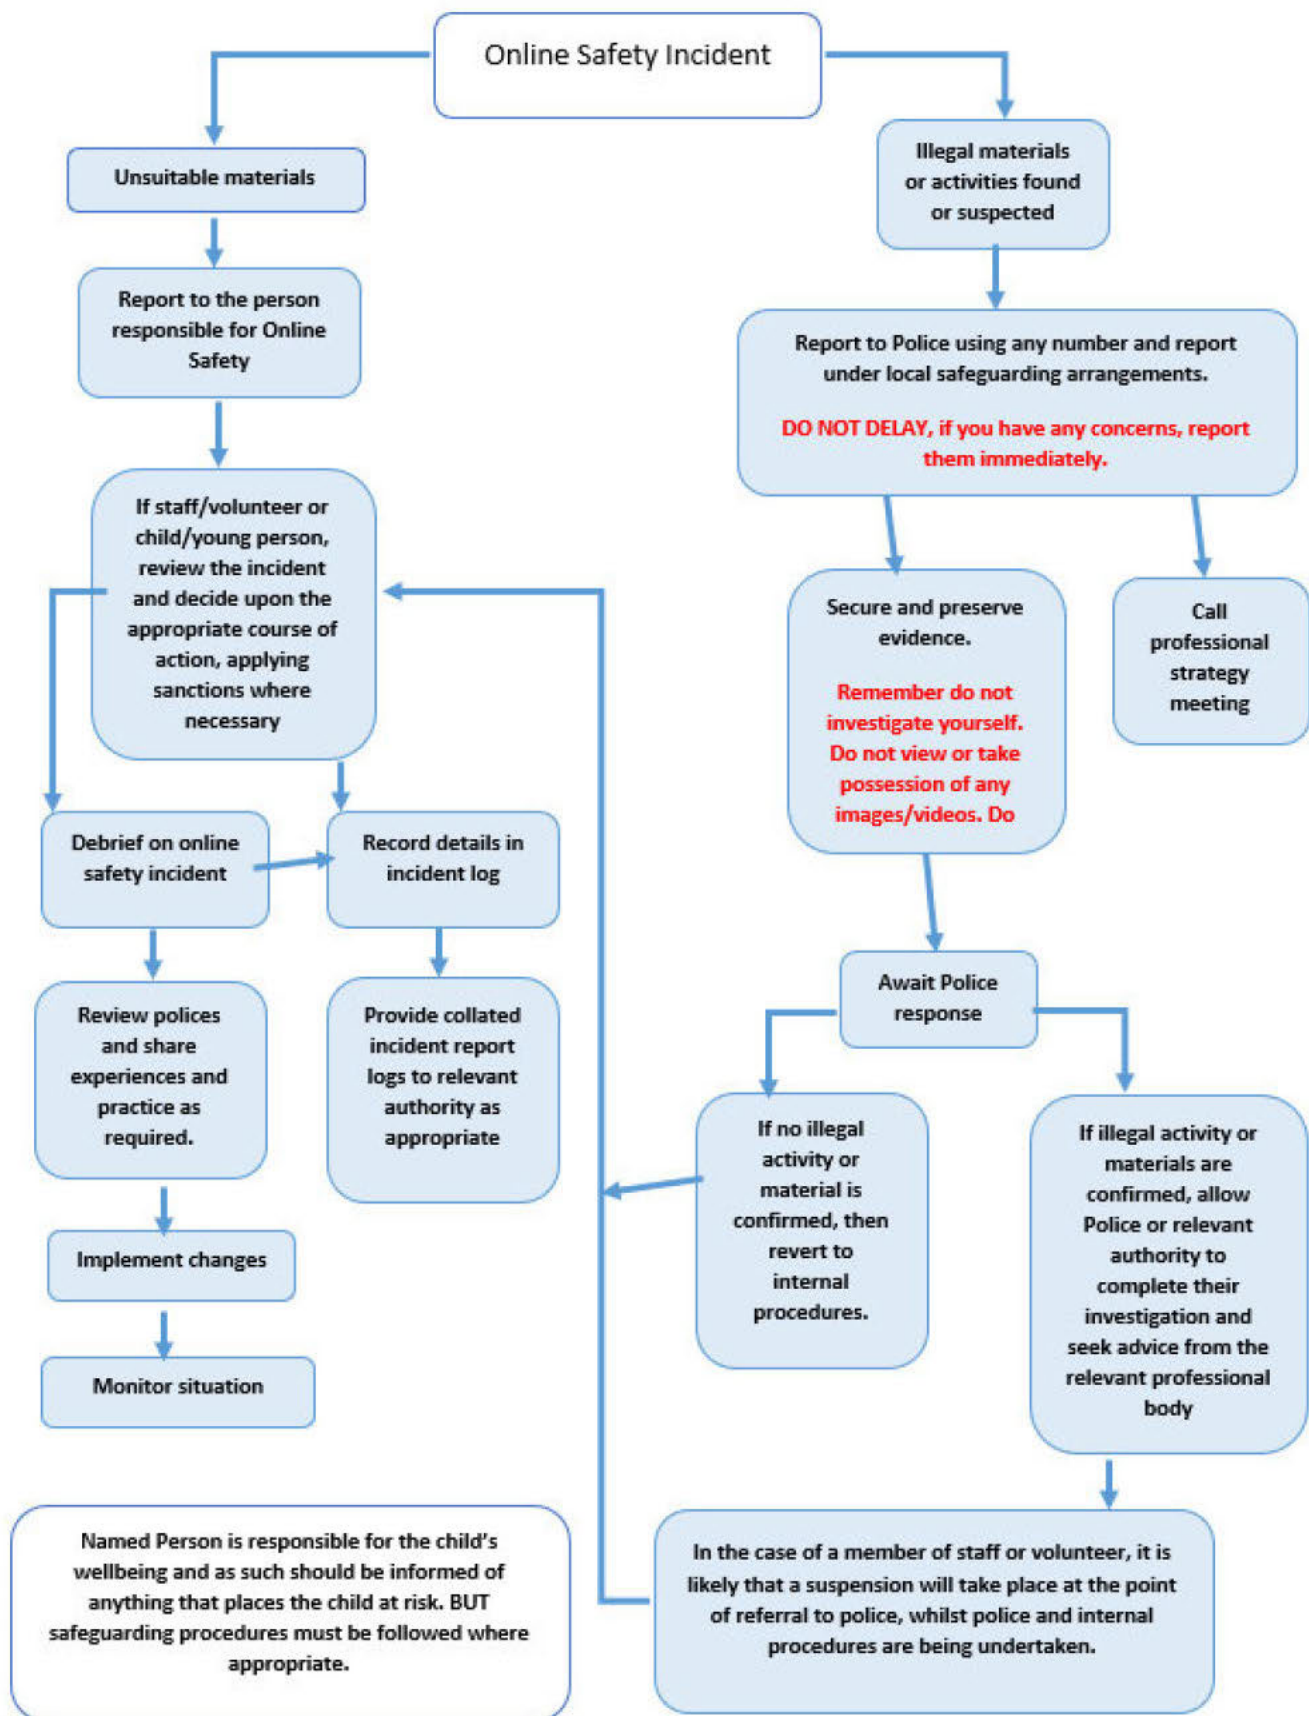 Online Safety Incident
Unsuitable materials
Report to the person
responsible for Online
Safety
If staff/volunteer or
child/young person,
review the incident
and decide upon the
appropriate course of
action, applying
sanctions where
necessary
Debrief on online
safety incident
Record details in
incident log
Review polices
and share
experiences and
practice as
required.
Provide collated
incident report
logs to relevant
authority as
appropriate
Implement changes
Monitor situation
Illegal materials
or activities found
or suspected
Report to Police using any number and report
under local safeguarding arrangements.
DO NOT DELAY, if you have any concerns, report
them immediately.
Secure and preserve
evidence.
Remember do not
investigate yourself.
Do not view or take
possession of any
images/videos. Do
Call
professional
strategy
meeting
Await Police
response
If no illegal
activity or
material is
confirmed, then
revert to
internal
procedures.
If illegal activity or
materials are
confirmed, allow
Police or relevant
authority to
complete their
investigation and
seek advice from the
relevant professional
body
In the case of a member of staff or volunteer, it is
likely that a suspension will take place at the point
of referral to police, whilst police and internal
procedures are being undertaken.
Named Person is responsible for the child's
wellbeing and as such should be informed of
anything that places the child at risk. BUT
safeguarding procedures must be followed where
appropriate.